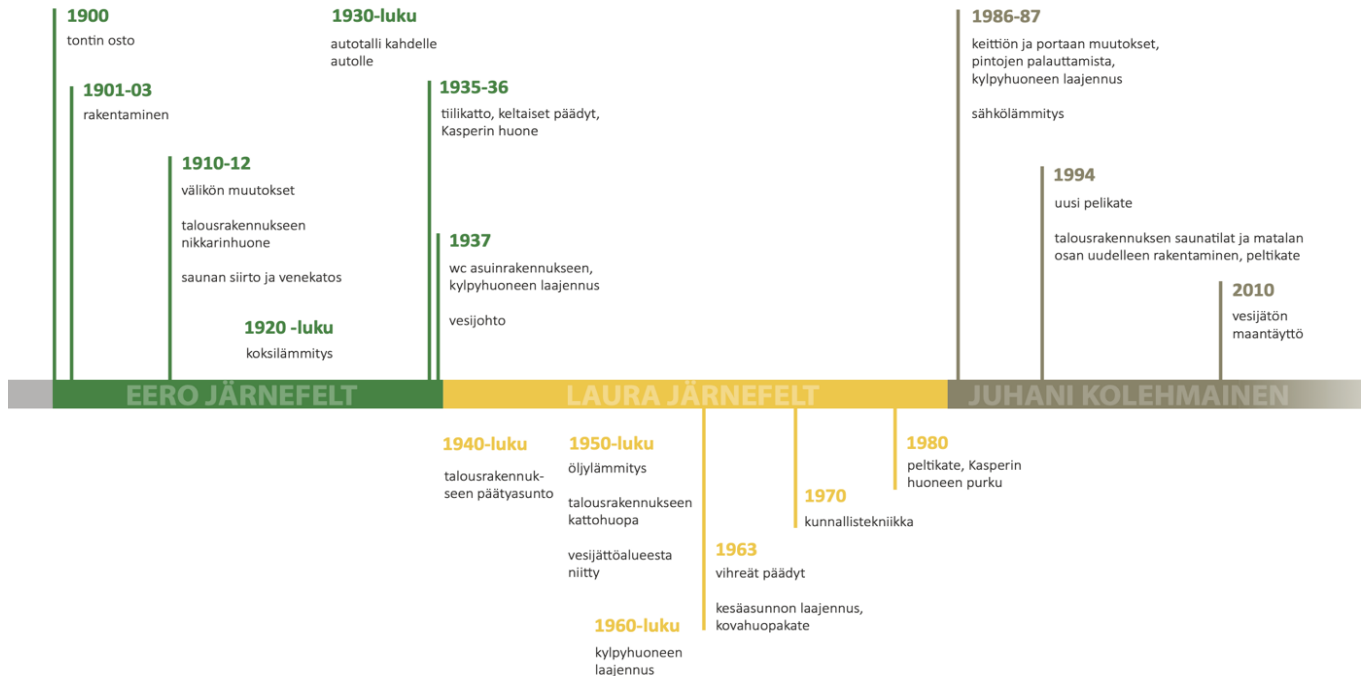 1900
tontin osto
1901-03
rakentaminen
1910-12
välikön muutokset
talousrakennukseen
nikkarinhuone
saunan siirto ja venekatos
1920 -luku
koksilämmitys
1930-luku
autotalli kahdelle
autolle
1935-36
tiilikatto, keltaiset päädyt,
Kasperin huone
1937
wc asuinrakennukseen,
kylpyhuoneen laajennus
vesijohto
1986-87
keittiön ja portaan muutokset,
pintojen palauttamista,
kylpyhuoneen laajennus
sähkölämmitys
1994
uusi pelikate
talousrakennuksen saunatilat ja matalan
osan uudelleen rakentaminen, peltikate
2010
vesijätön
maantäyttö
EERO JÄRNEFELT
LAURA JÄRNEFELT
JUHANI KOLEHMAINEN
1940-luku
talousrakennuk-
seen päätyasunto
1950-luku
öljylämmitys
talousrakennukseen
kattohuopa
vesijättöalueesta
niitty
1960-luku
kylpyhuoneen
laajennus
1963
vihreät päädyt
kesäasunnon laajennus,
kovahuopakate
1970
kunnallistekniikka
1980
peltikate, Kasperin
huoneen purku